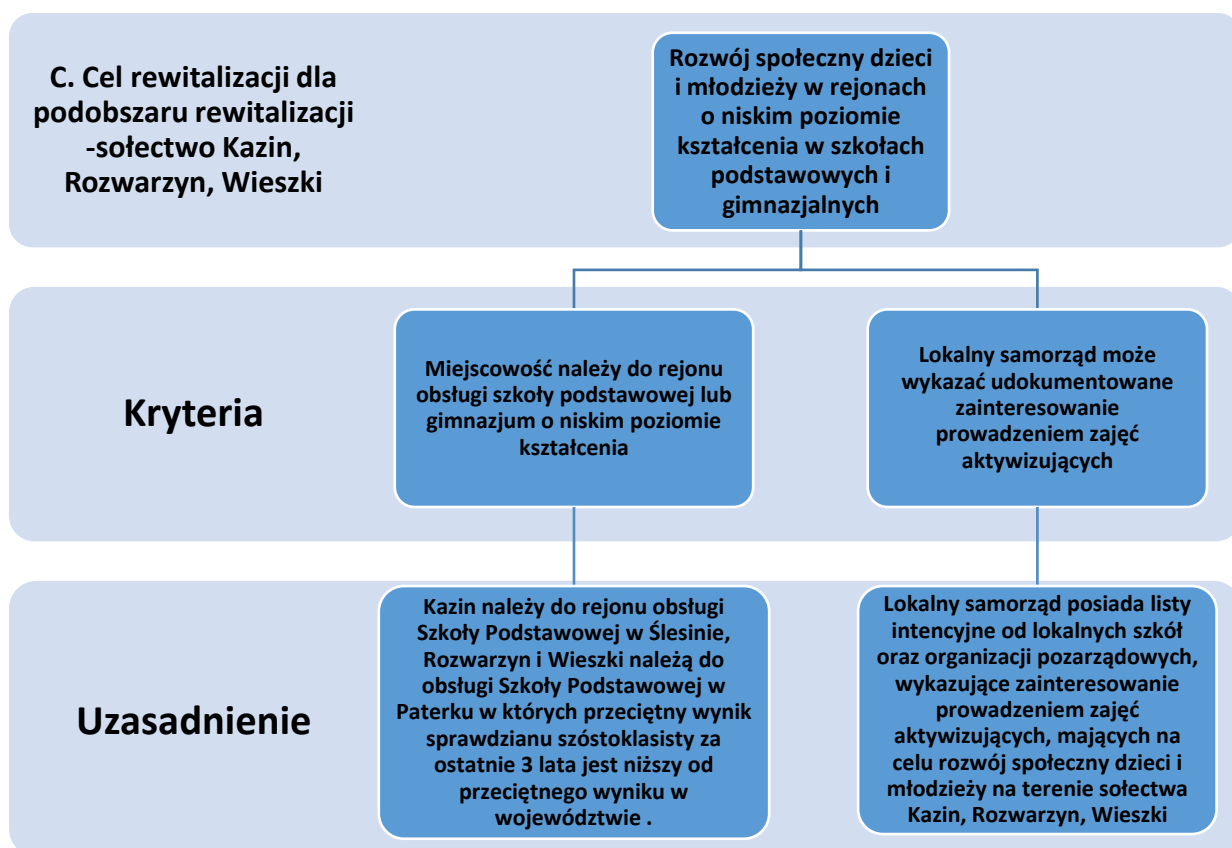 C. Cel rewitalizacji dla
podobszaru rewitalizacji
-sołectwo Kazin,
Rozwarzyn, Wieszki
Rozwój społeczny dzieci
i młodzieży w rejonach
o niskim poziomie
kształcenia w szkołach
podstawowych i
gimnazjalnych
Kryteria
Miejscowość należy do rejonu
obsługi szkoły podstawowej lub
gimnazjum o niskim poziomie
kształcenia
Lokalny samorząd może
wykazać udokumentowane
zainteresowanie
prowadzeniem zajęć
aktywizujących
Uzasadnienie
Kazin należy do rejonu obsługi
Szkoły Podstawowej w Ślesinie,
Rozwarzyn i Wieszki należą do
obsługi Szkoły Podstawowej w
Paterku w których przeciętny wynik
sprawdzianu szóstoklasisty za
ostatnie 3 lata jest niższy od
przeciętnego wyniku w
województwie .
Lokalny samorząd posiada listy
intencyjne od lokalnych szkół
oraz organizacji pozarządowych,
wykazujące zainteresowanie
prowadzeniem zajęć
aktywizujących, mających na
celu rozwój społeczny dzieci i
młodzieży na terenie sołectwa
Kazin, Rozwarzyn, Wieszki